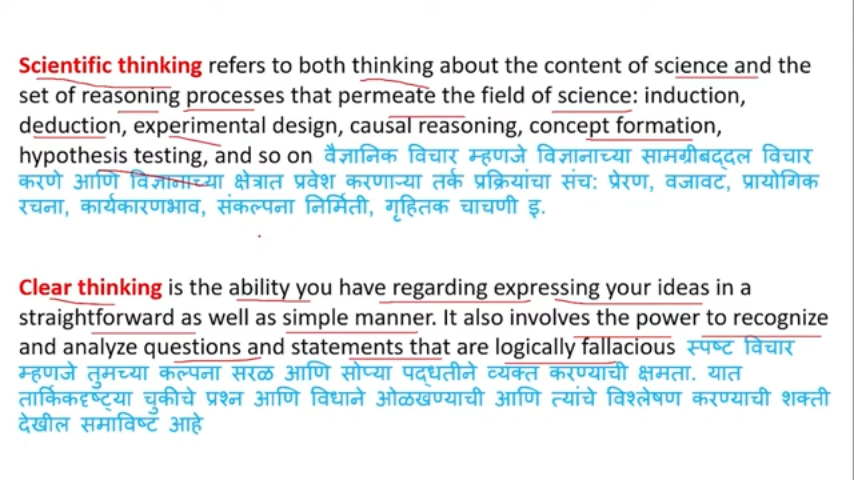 Scientific thinking refers to both thinking about the content of science and the
set of reasoning processes that permeate the field of science: induction,
deduction, experimental design, causal reasoning, concept formation,
hypothesis testing, and so on वैज्ञानिक विचार म्हणजे विज्ञानाच्या सामग्रीबद्दल विचार
करणे आणि विज्ञानाच्या क्षेत्रात प्रवेश करणाऱ्या तर्क प्रक्रियांचा संच: प्रेरण, वजावट, प्रायोगिक
रचना, कार्यकारणभाव, संकल्पना निर्मिती, गृहितक चाचणी इ.
Clear thinking is the ability you have regarding expressing your ideas in a
straightforward as well as simple manner. It also involves the power to recognize
and analyze questions and statements that are logically fallacious स्पष्ट विचार
म्हणजे तुमच्या कल्पना सरळ आणि सोप्या पद्धतीने व्यक्त करण्याची क्षमता. यात
तार्किकदृष्ट्या चुकीचे प्रश्न आणि विधाने ओळखण्याची आणि त्यांचे विश्लेषण करण्याची शक्ती
देखील समाविष्ट आहे